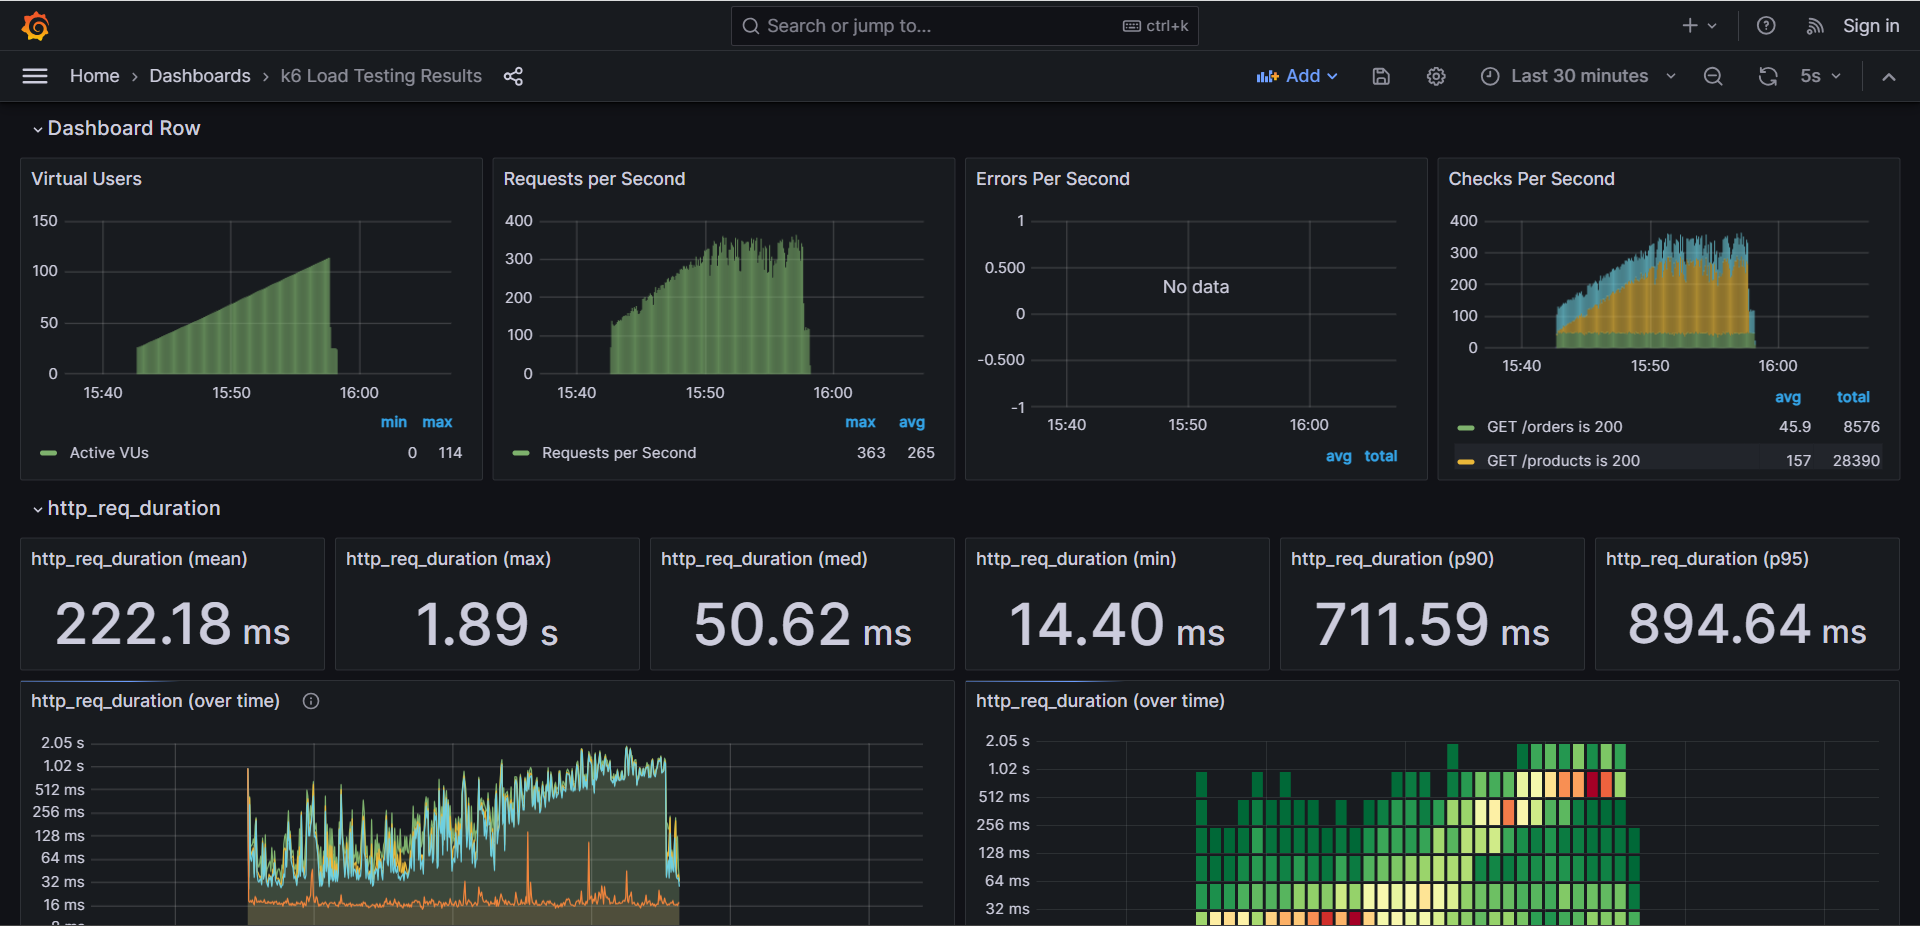 Search or jump to... ctrl+k Sign in
Home › Dashboards › k6 Load Testing Results Add Last 30 minutes 5s
Dashboard Row
Virtual Users
150
100
50
0
15:40 15:50 16:00
min max
Active VUs 0 114
Requests per Second
400
300
200
100
0
15:40 15:50 16:00
max avg
Requests per Second 363 265
Errors Per Second
1
0.500
0
-0.500
-1
No data
15:40 15:50 16:00
avg total
Checks Per Second
400
300
200
100
0
15:40 15:50 16:00
avg total
GET /orders is 200 45.9 8576
GET /products is 200 157 28390
http_req_duration
http_req_duration (mean)
222.18 ms
http_req_duration (max)
1.89 s
http_req_duration (med)
50.62 ms
http_req_duration (min)
14.40 ms
http_req_duration (p90)
711.59 ms
http_req_duration (p95)
894.64 ms
http_req_duration (over time)
2.05 s
1.02 s
512 ms
256 ms
128 ms
64 ms
32 ms
16 ms
http_req_duration (over time)
2.05 s
1.02 s
512 ms
256 ms
128 ms
64 ms
32 ms